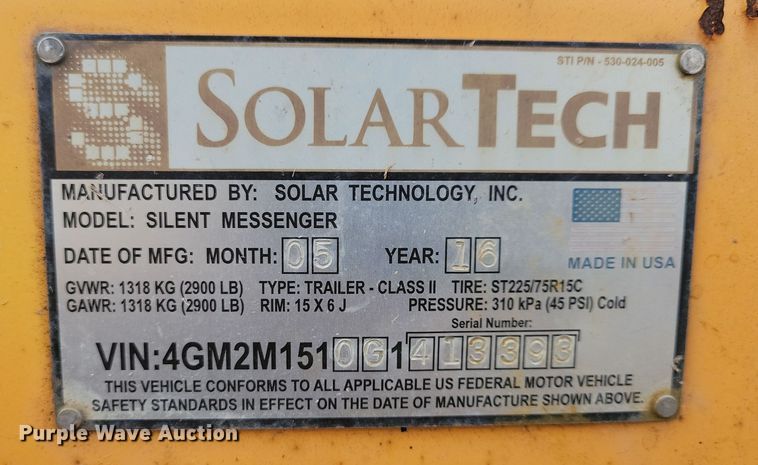 STI P/N - 530-024-005
SOLARTECH
MANUFACTURED BY: SOLAR TECHNOLOGY, INC.
MODEL: SILENT MESSENGER
DATE OF MFG: MONTH: 05 YEAR: 16
MADE IN USA
GVWR: 1318 KG (2900 LB) TYPE: TRAILER - CLASS II TIRE: ST225/75R15C
GAWR: 1318 KG (2900 LB) RIM: 15 X 6 J PRESSURE: 310 kPa (45 PSI) Cold
Serial Number:
VIN:4GM2M1510G1413393
THIS VEHICLE CONFORMS TO ALL APPLICABLE US FEDERAL MOTOR VEHICLE
SAFETY STANDARDS IN EFFECT ON THE DATE OF MANUFACTURE SHOWN ABOVE.
Purple Wave Auction